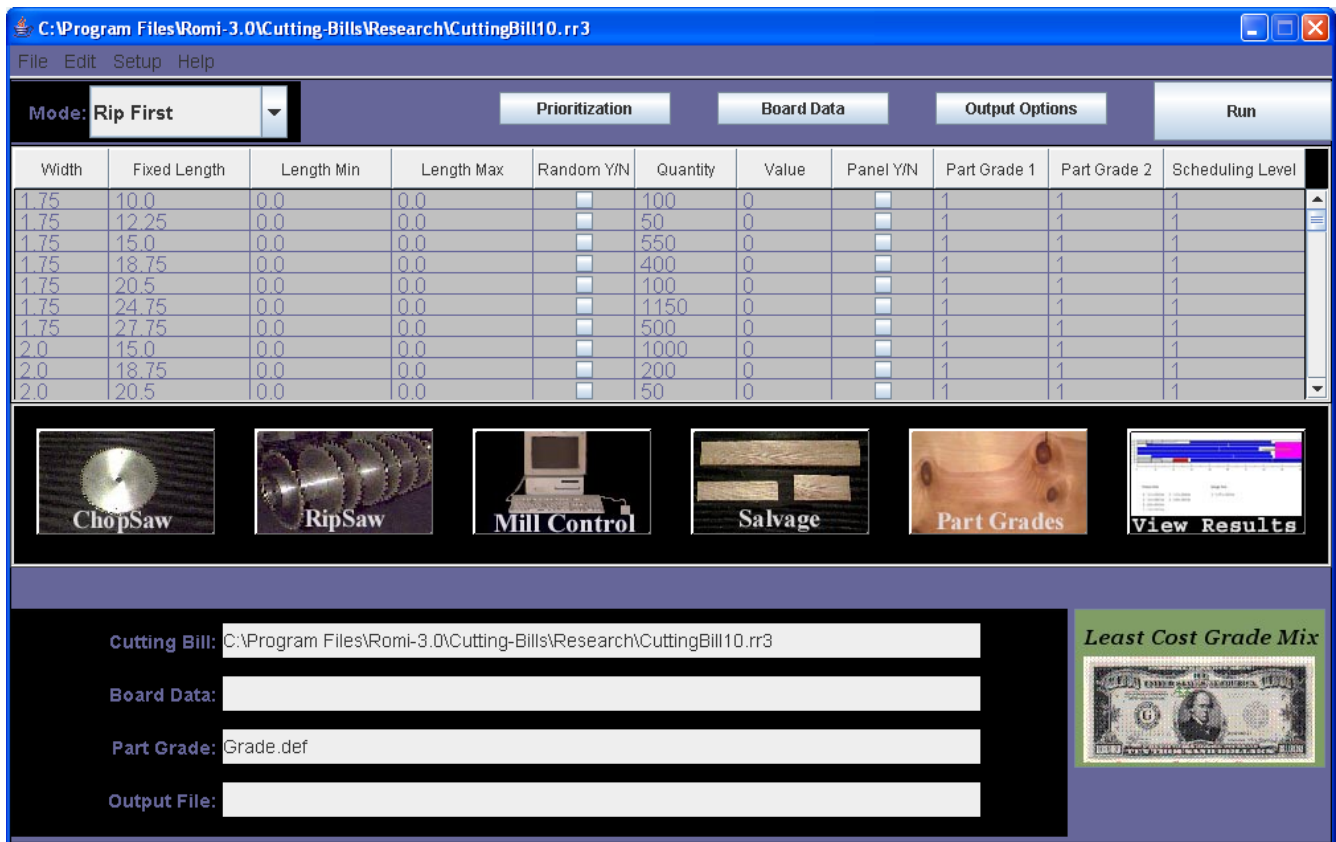 C:\Program Files\Romi-3.0\Cutting-Bills\Research\CuttingBill10.rr3
File Edit Setup Help
Mode: Rip First Prioritization Board Data Output Options Run
Width Fixed Length Length Min Length Max Random Y/N Quantity Value Panel Y/N Part Grade 1 Part Grade 2 Scheduling Level
1.75 10.0 0.0 0.0 100 0 1 1 1
1.75 12.25 0.0 0.0 50 0 1 1 1
1.75 15.0 0.0 0.0 550 0 1 1 1
1.75 18.75 0.0 0.0 400 0 1 1 1
1.75 20.5 0.0 0.0 100 0 1 1 1
1.75 24.75 0.0 0.0 1150 0 1 1 1
1.75 27.75 0.0 0.0 500 0 1 1 1
2.0 15.0 0.0 0.0 1000 0 1 1 1
2.0 18.75 0.0 0.0 200 0 1 1 1
2.0 20.5 0.0 0.0 50 0 1 1 1
ChopSaw RipSaw Mill Control Salvage Part Grades View Results
Cutting Bill: C:\Program Files\Romi-3.0\Cutting-Bills\Research\CuttingBill10.rr3
Board Data:
Part Grade: Grade.def
Output File:
Least Cost Grade Mix